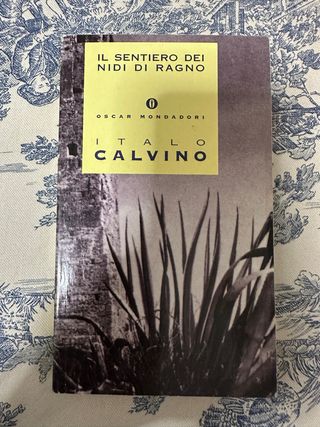 IL SENTIERO DEI
NIDI DI RAGNO
OSCAR MONDADORI
ITALO
CALVINO